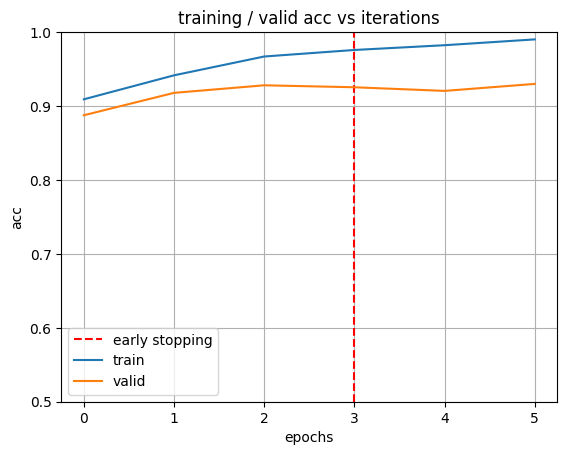 training / valid acc vs iterations
1.0
0.9
0.8
0.7
0.6
0.5
acc
early stopping
train
valid
0 1 2 3 4 5
epochs